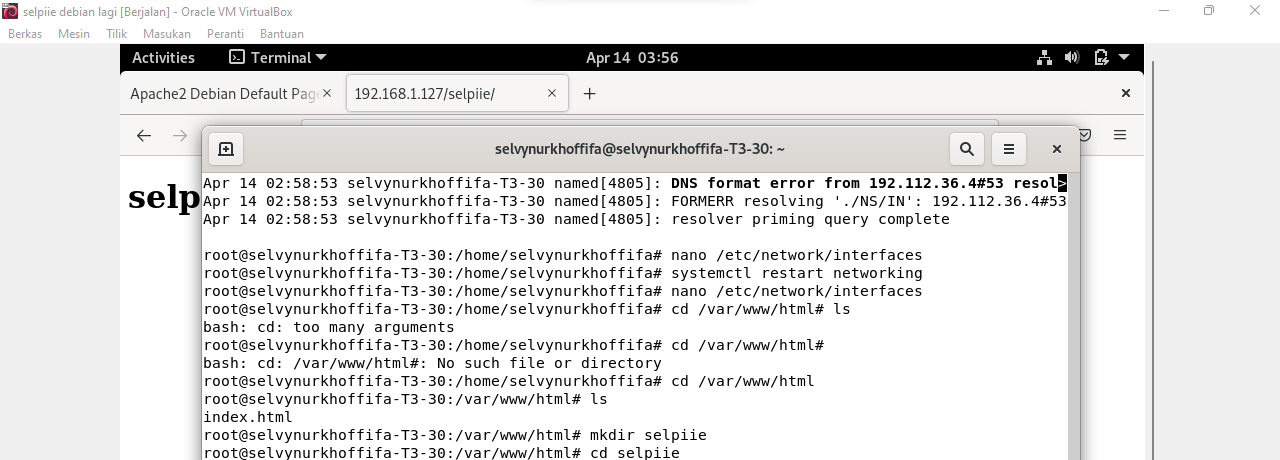 selpiie debian lagi [Berjalan] - Oracle VM VirtualBox
Berkas Mesin Tilik Masukan Peranti Bantuan
Activities Terminal Apr 14 03:56
Apache2 Debian Default Page 192.168.1.127/selpiie/
selvynurkhoffifa@selvynurkhoffifa-T3-30: ~
selp
Apr 14 02:58:53 selvynurkhoffifa-T3-30 named[4805]: DNS format error from 192.112.36.4#53 resol>
Apr 14 02:58:53 selvynurkhoffifa-T3-30 named[4805]: FORMERR resolving './NS/IN': 192.112.36.4#53
Apr 14 02:58:53 selvynurkhoffifa-T3-30 named[4805]: resolver priming query complete
root@selvynurkhoffifa-T3-30:/home/selvynurkhoffifa# nano /etc/network/interfaces
root@selvynurkhoffifa-T3-30:/home/selvynurkhoffifa# systemctl restart networking
root@selvynurkhoffifa-T3-30:/home/selvynurkhoffifa# nano /etc/network/interfaces
root@selvynurkhoffifa-T3-30:/home/selvynurkhoffifa# cd /var/www/html# ls
bash: cd: too many arguments
root@selvynurkhoffifa-T3-30:/home/selvynurkhoffifa# cd /var/www/html#
bash: cd: /var/www/html#: No such file or directory
root@selvynurkhoffifa-T3-30:/home/selvynurkhoffifa# cd /var/www/html
root@selvynurkhoffifa-T3-30:/var/www/html# ls
index.html
root@selvynurkhoffifa-T3-30:/var/www/html# mkdir selpiie
root@selvynurkhoffifa-T3-30:/var/www/html# cd selpiie